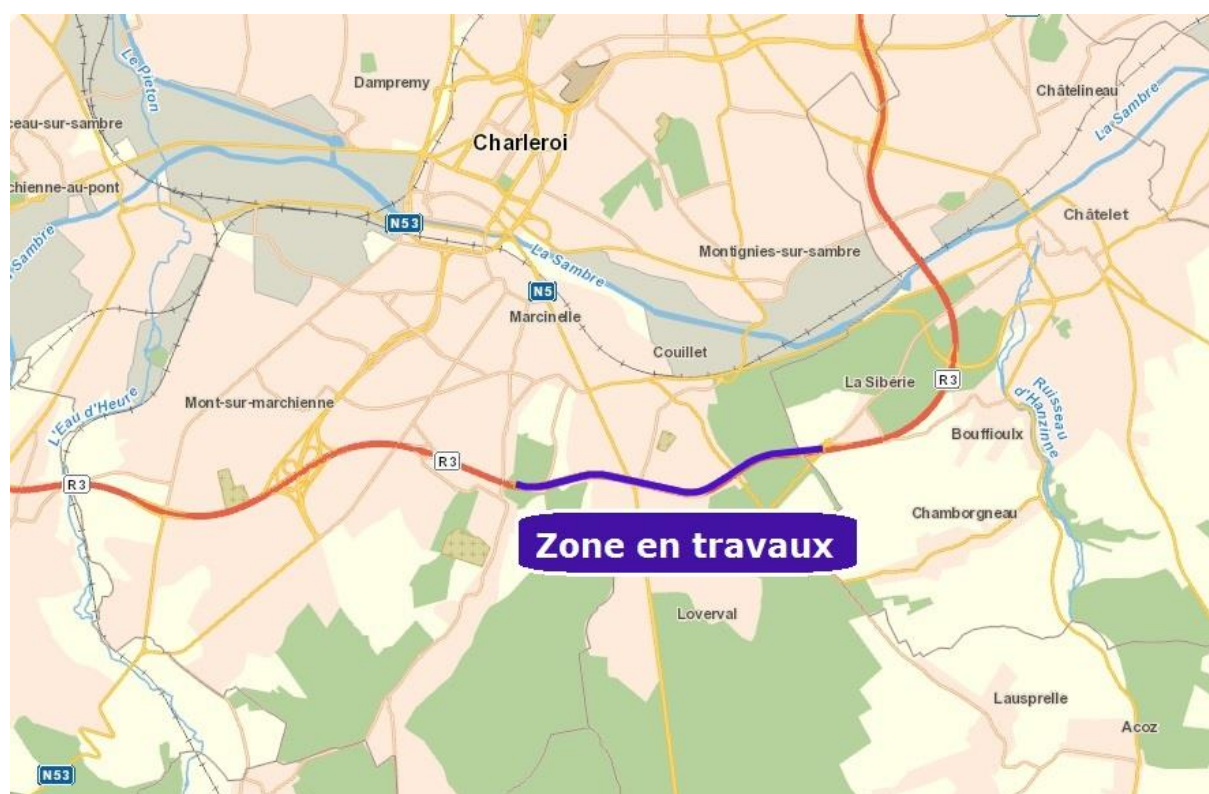 Le Pieton
Dampremy
Châtelineau
La Sambre
ceau-sur-sambre
Charleroi
chienne-au-pont
N53
Châtelet
La Sambre
Montignies-sur-sambre
Sambre
N5
Marcinelle
Couillet
La Sibérie
R3
L'Eau d'Heure
Mont-sur-marchienne
Ruisseau
d'Hanzinne
Bouffioulx
R3
R3
Chamborgneau
Zone en travaux
Loverval
Lausprelle
Acoz
N53